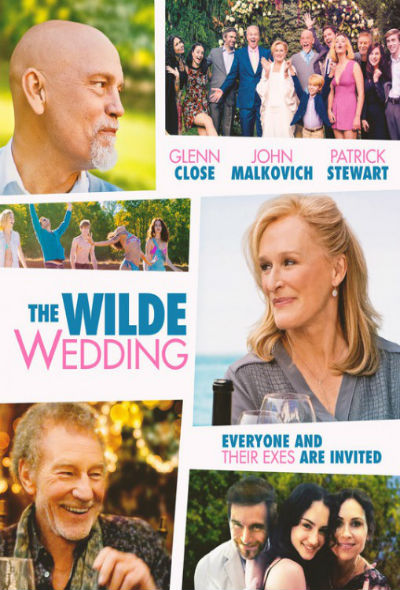 GLENN CLOSE
JOHN MALKOVICH
PATRICK STEWART
THE WILDE
WEDDING
EVERYONE AND
THEIR EXES ARE INVITED